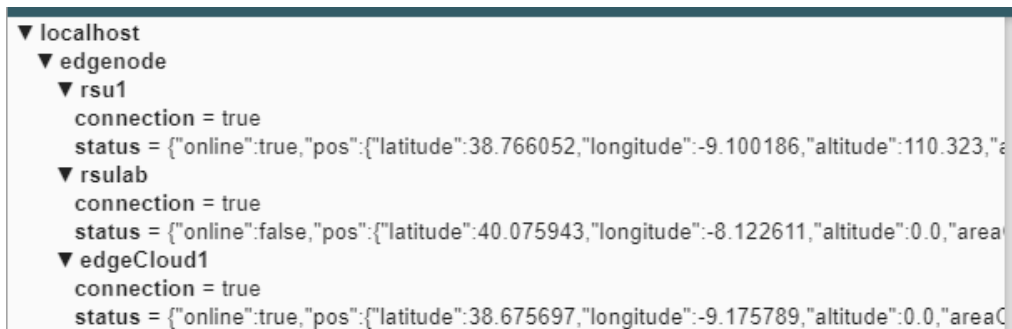 ▼ localhost
▼ edgenode
▼ rsu1
connection = true
status = {"online":true,"pos":{"latitude":38.766052,"longitude":-9.100186,"altitude":110.323,"a
▼ rsulab
connection = true
status = {"online":false,"pos":{"latitude":40.075943,"longitude":-8.122611,"altitude":0.0,"area
▼ edgeCloud1
connection = true
status = {"online":true,"pos":{"latitude":38.675697,"longitude":-9.175789,"altitude":0.0,"areaC